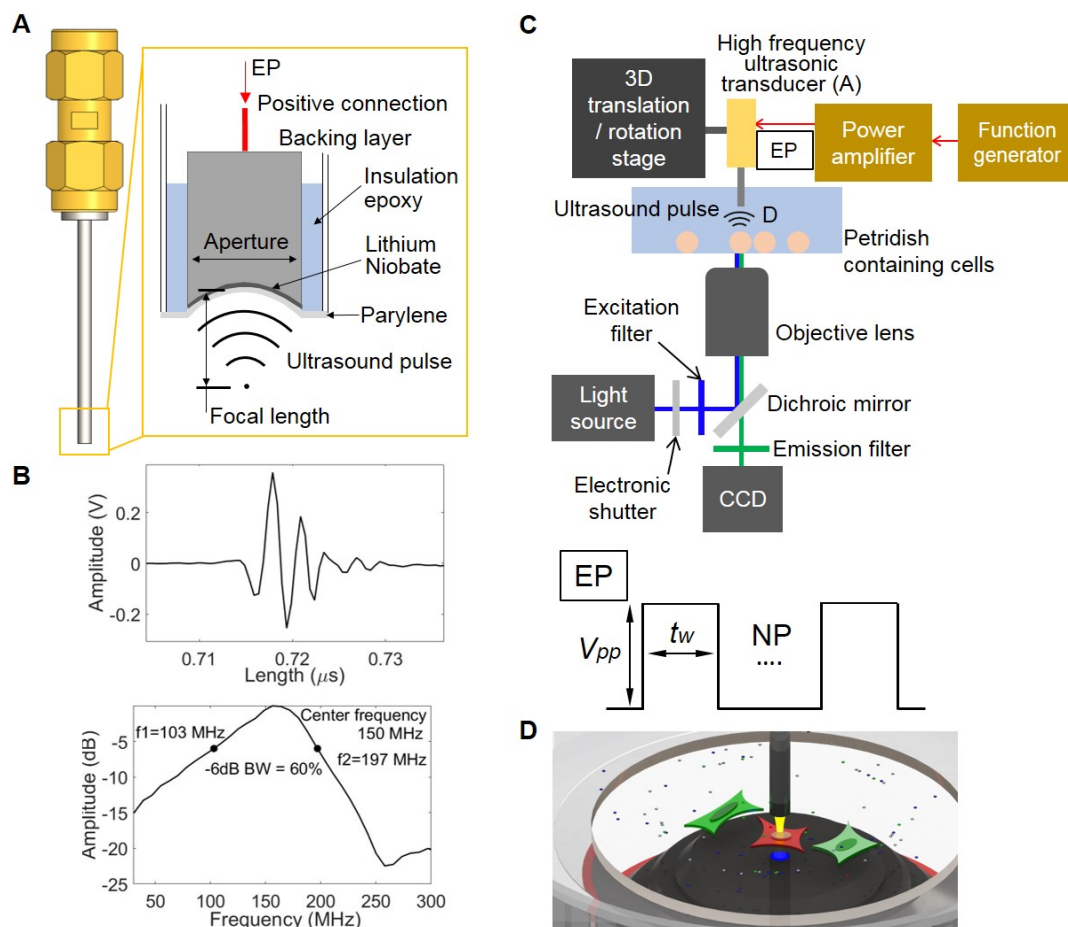 A
EP
Positive connection
Backing layer
Insulation
epoxy
Aperture
Lithium
Niobate
Parylene
Ultrasound pulse
Focal length
B
Amplitude (V)
0.2
0
-0.2
0.71
0.72
0.73
Length (μs)
Amplitude (dB)
-5
-10
-15
-20
-25
f1=103 MHz
Center frequency
150 MHz
f2=197 MHz
-6dB BW = 60%
50
100
150
200
250
300
Frequency (MHz)
C
High frequency
ultrasonic
transducer (A)
3D
translation
/ rotation
stage
EP
Power
amplifier
Function
generator
Ultrasound pulse
D
Petridish
containing cells
Excitation
filter
Objective lens
Light
source
Dichroic mirror
Emission filter
Electronic
shutter
CCD
EP
Vpp
tw
NP
....
D